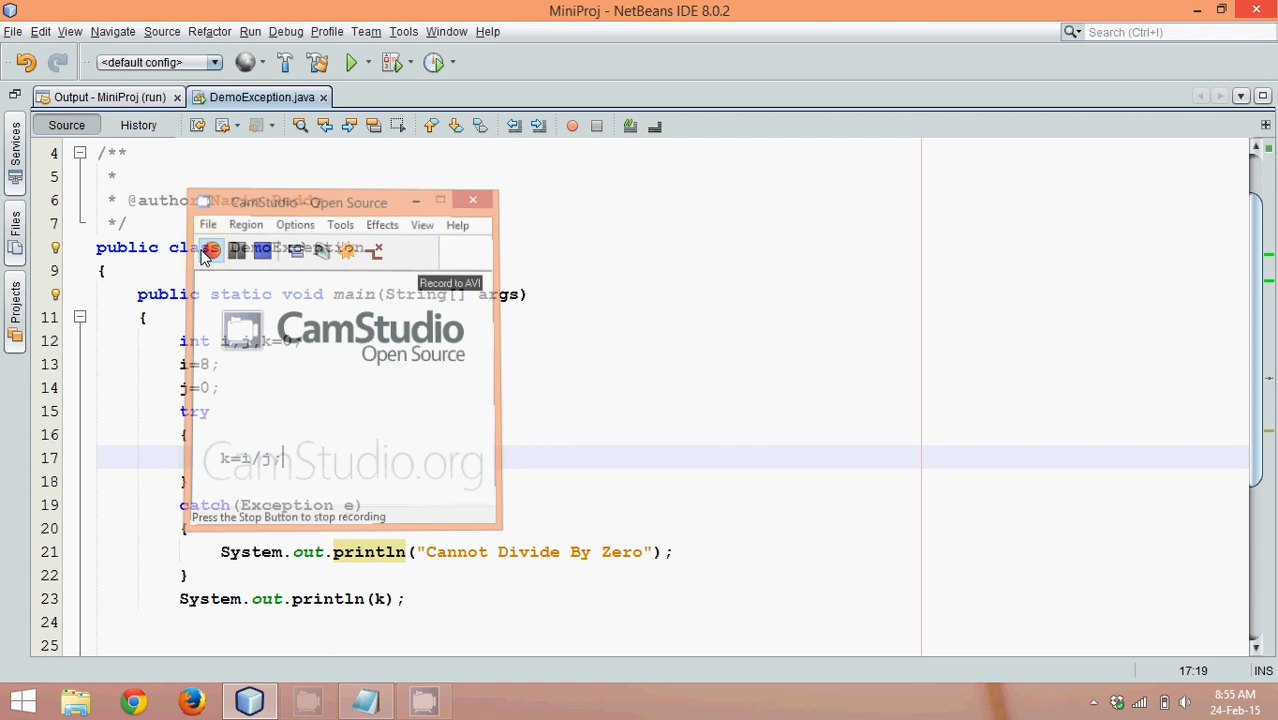 MiniProj - NetBeans IDE 8.0.2
File Edit View Navigate Source Refactor Run Debug Profile Team Tools Window Help
Search (Ctrl+I)
<default config>
Output - MiniProj (run) DemoException.java
Source History
Services
Files
Projects
4 /**
5 *
6 * @author Navin Reddy
7 */
public class DemoException
9 {
public static void main(String[] args)
11 {
12 int i,j,k=0;
13 i=8;
14 j=0;
15 try
16 {
17 k=i/j;
18 }
19 catch(Exception e)
20 {
21 System.out.println("Cannot Divide By Zero");
22 }
23 System.out.println(k);
24
25
CamStudio - Open Source
File Region Options Tools Effects View Help
Record to AVI
CamStudio
Open Source
CamStudio.org
Press the Stop Button to stop recording
17:19 INS
8:55 AM
24-Feb-15